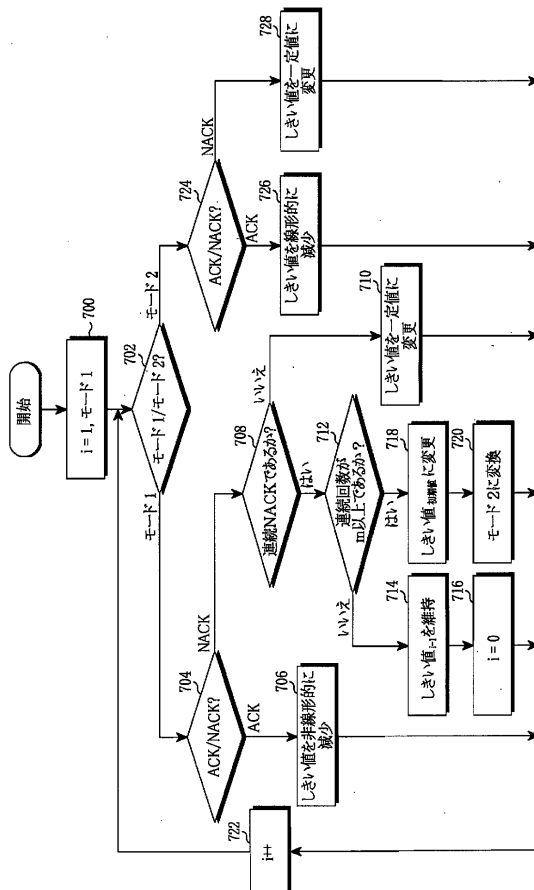 開始
700
i = 1, モード 1
702
モード 1/モード 2?
モード 1
モード 2
704
ACK/NACK?
NACK
ACK
706
しきい値を非線形的に
減少
708
連続NACKであるか?
いいえ
はい
710
しきい値を一定値に
変更
712
連続回数が
m以上であるか?
いいえ
はい
714
しきい値i-1を維持
716
i = 0
718
しきい値初期値に変更
720
モード 2に変換
722
i++
724
ACK/NACK?
NACK
ACK
726
しきい値を線形的に
減少
728
しきい値を一定値に
変更